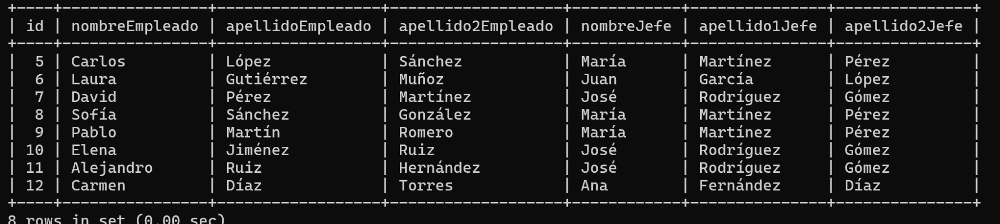 +----+----------------+------------------+-------------------+------------+---------------+---------------+
| id | nombreEmpleado | apellidoEmpleado | apellido2Empleado | nombreJefe | apellido1Jefe | apellido2Jefe |
+----+----------------+------------------+-------------------+------------+---------------+---------------+
| 5 | Carlos | López | Sánchez | María | Martínez | Pérez |
| 6 | Laura | Gutiérrez | Muñoz | Juan | García | López |
| 7 | David | Pérez | Martínez | José | Rodríguez | Gómez |
| 8 | Sofía | Sánchez | González | María | Martínez | Pérez |
| 9 | Pablo | Martín | Romero | María | Martínez | Pérez |
| 10 | Elena | Jiménez | Ruiz | José | Rodríguez | Gómez |
| 11 | Alejandro | Ruiz | Hernández | José | Rodríguez | Gómez |
| 12 | Carmen | Díaz | Torres | Ana | Fernández | Díaz |
+----+----------------+------------------+-------------------+------------+---------------+---------------+
8 rows in set (0.00 sec)